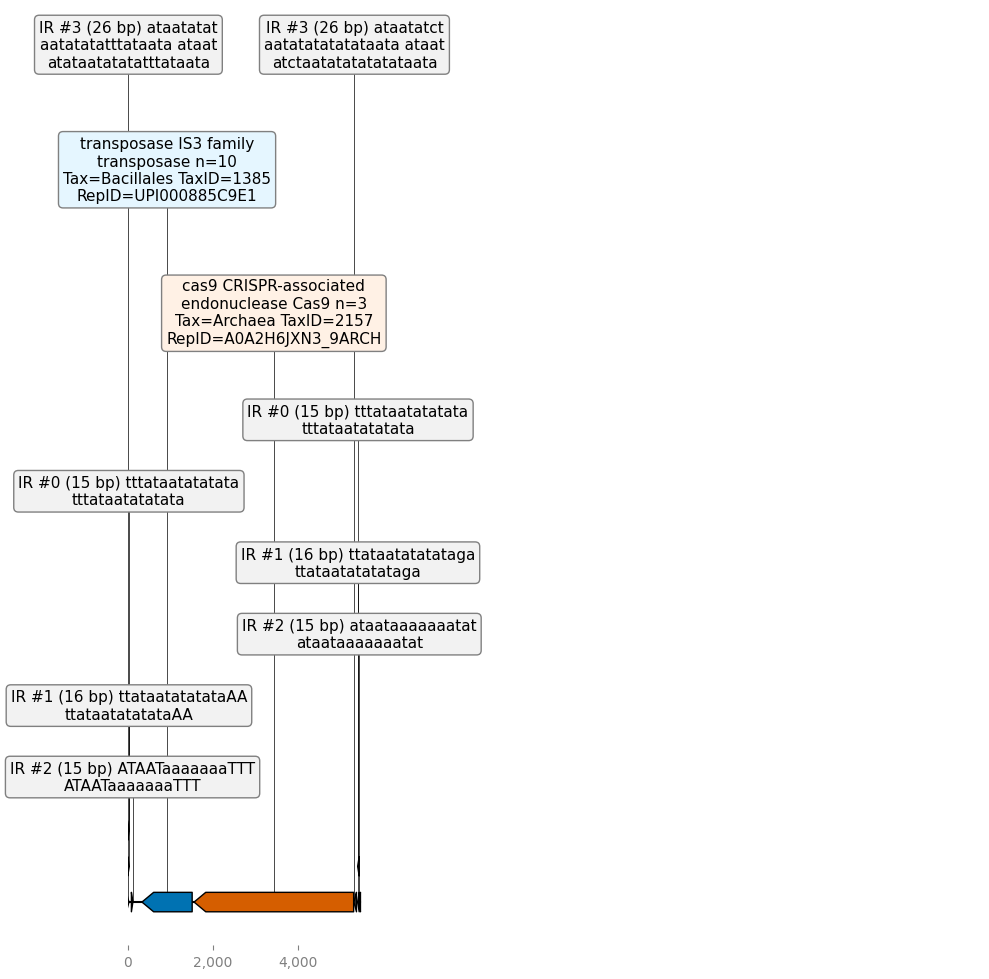 IR #3 (26 bp) ataatatat
aatatatatttataata ataat
atataatatatatttataata
IR #3 (26 bp) ataatatct
aatatatatatataata ataat
atctaatatatatatataata
transposase IS3 family
transposase n=10
Tax=Bacillales TaxID=1385
RepID=UPI000885C9E1
cas9 CRISPR-associated
endonuclease Cas9 n=3
Tax=Archaea TaxID=2157
RepID=A0A2H6JXN3_9ARCH
IR #0 (15 bp) tttataatatatata
tttataatatatata
IR #0 (15 bp) tttataatatatata
tttataatatatata
IR #1 (16 bp) ttataatatatataga
ttataatatatataga
IR #2 (15 bp) ataataaaaaaatat
ataataaaaaaatat
IR #1 (16 bp) ttataatatatataAA
ttataatatatataAA
IR #2 (15 bp) ATAATaaaaaaaTTT
ATAATaaaaaaaTTT
0
2,000
4,000